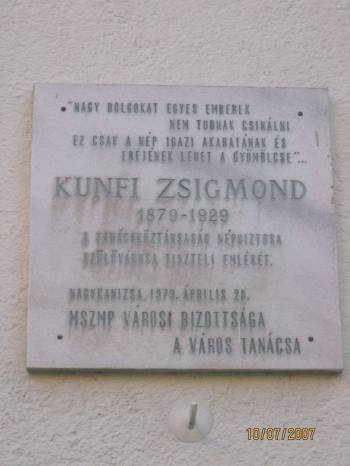 "NAGY DOLGOKAT EGYES EMBEREK
NEM TUDNAK CSINÁLNI
EZ CSAK A NÉP IGAZI AKARATÁNAK ÉS
EREJÉNEK LEHET A GYÜMÖLCSE"...
KUNFI ZSIGMOND
1879-1929
A TANÁCSKÖZTÁRSASÁG NÉPBIZTOSA
SZÜLŐVÁROSA TISZTELI EMLÉKÉT.
NAGYKANIZSA, 1979. ÁPRILIS 28.
MSZMP VÁROSI BIZOTTSÁGA
A VÁROS TANÁCSA
10/07/2007